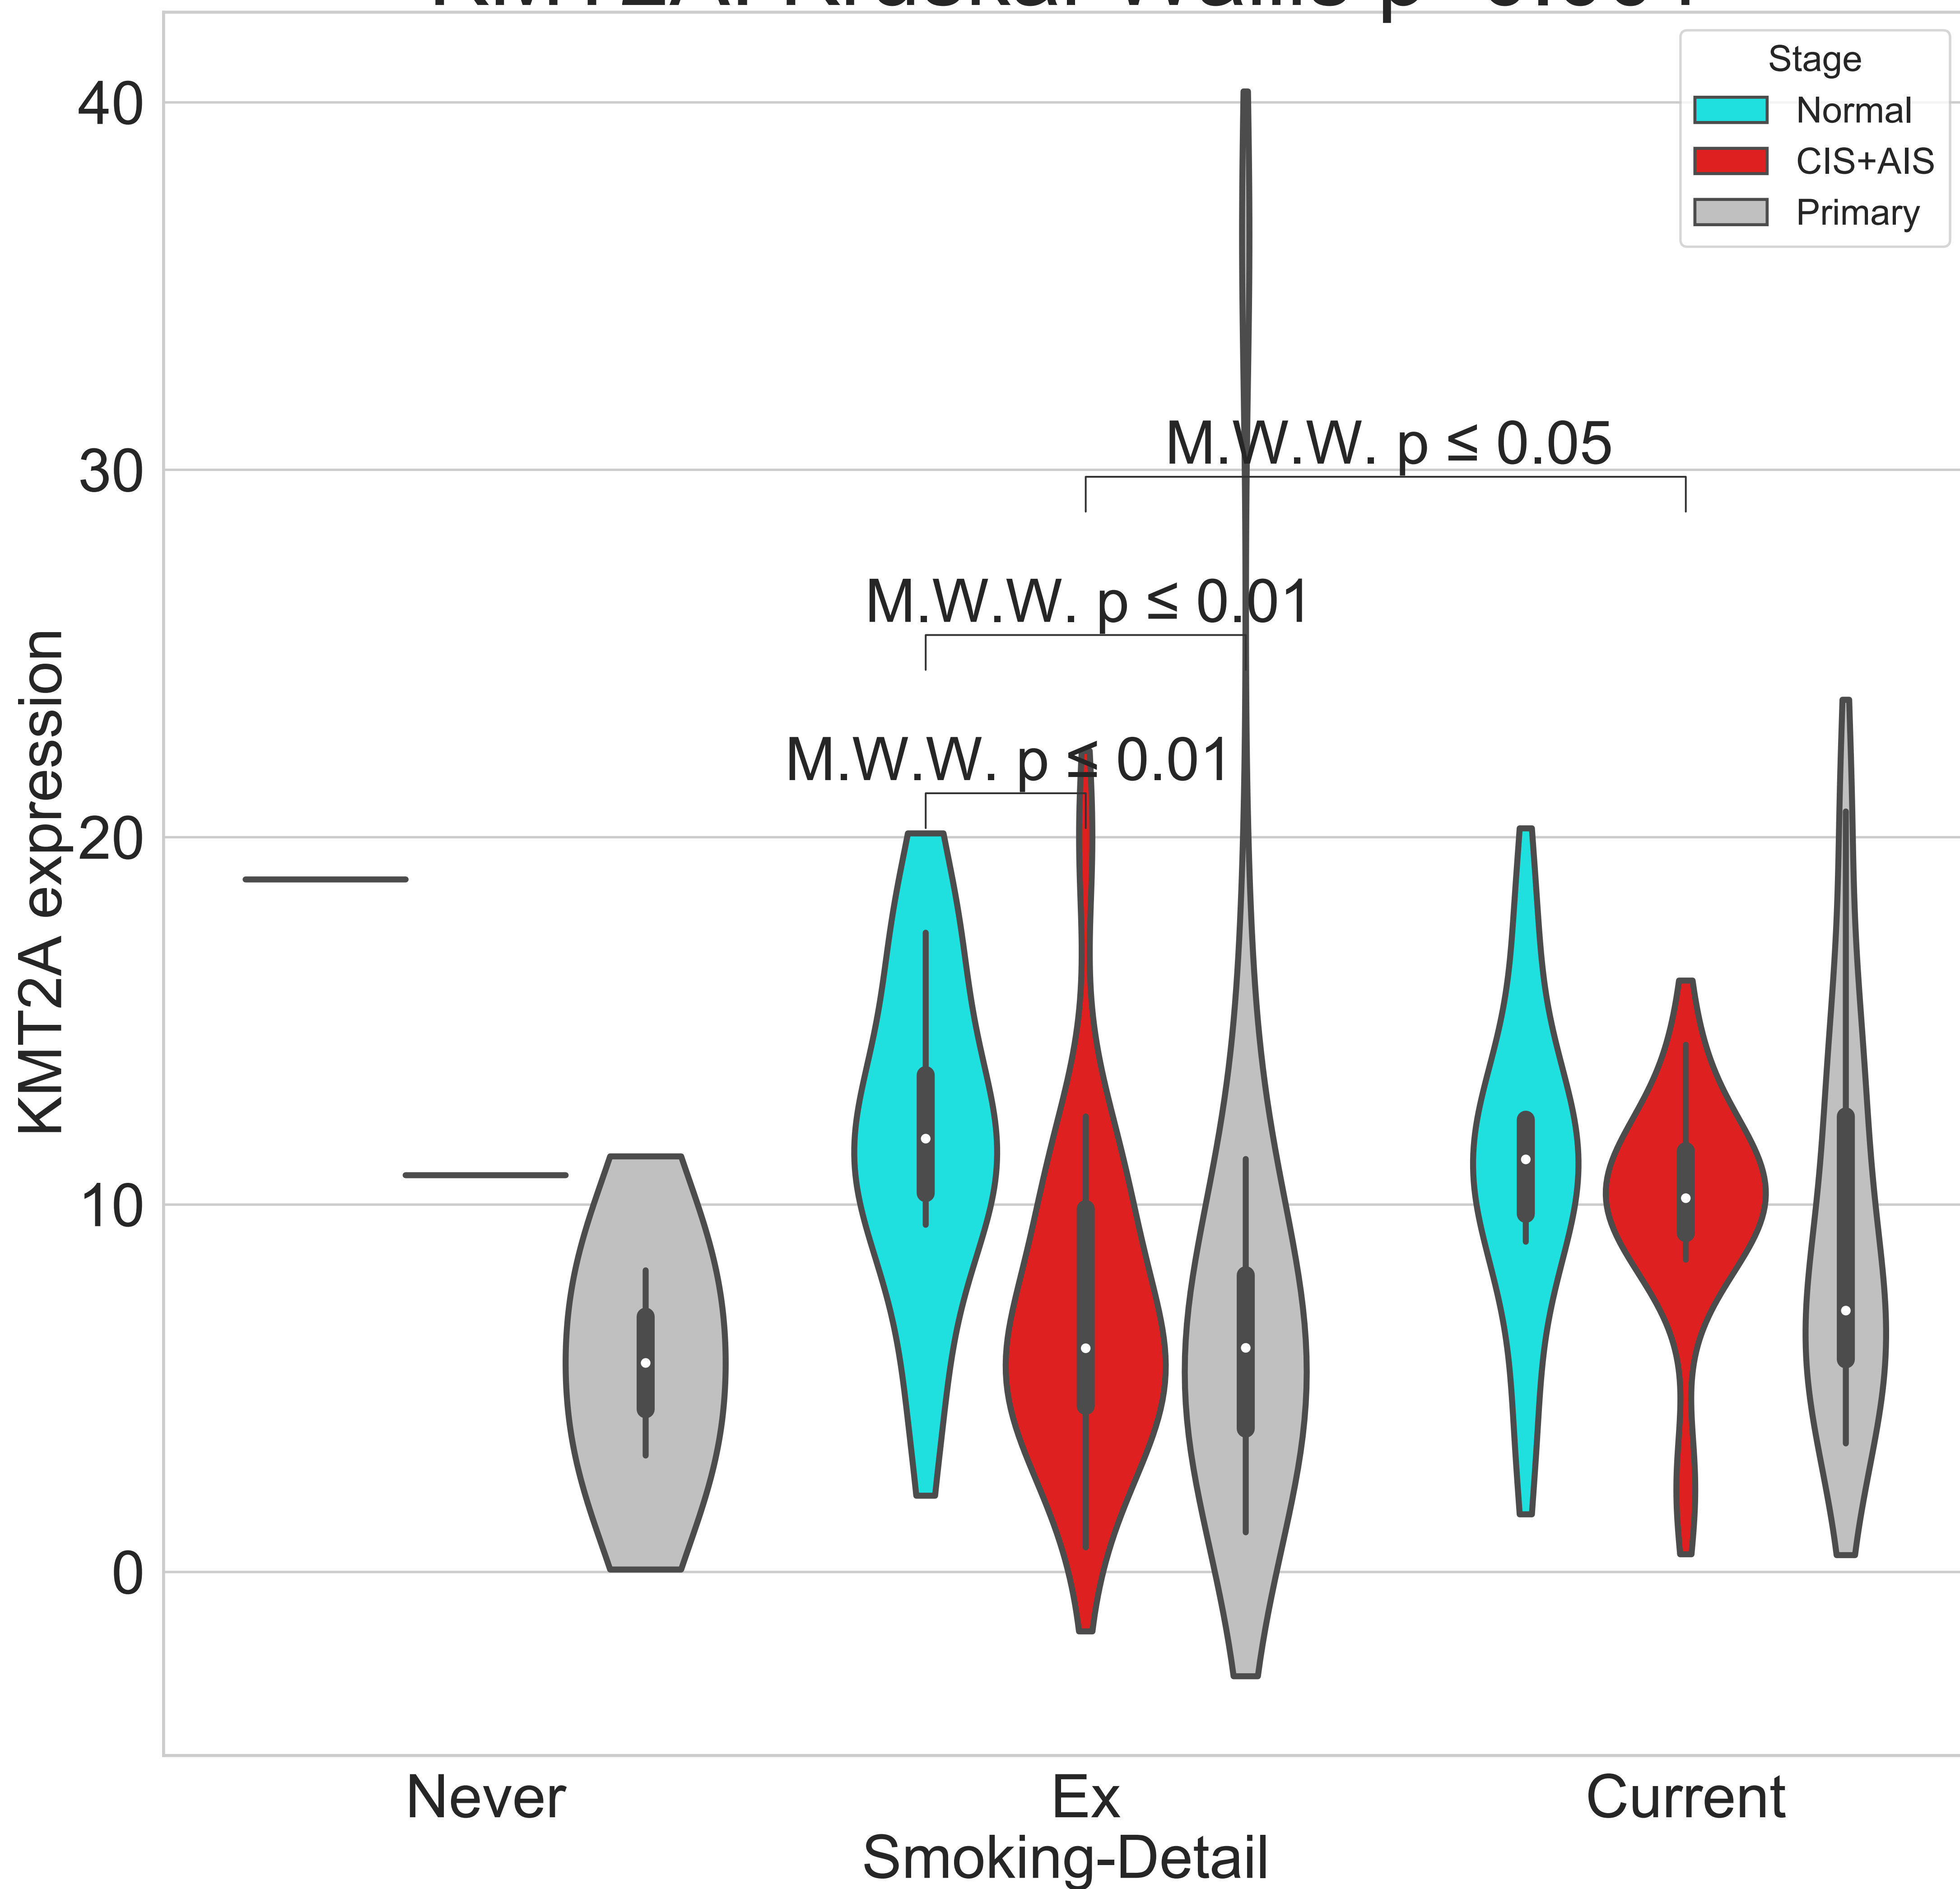 Stage
Normal
CIS+AIS
Primary
40
30
20
10
0
KMT2A expression
M.W.W. p ≤ 0.05
M.W.W. p ≤ 0.01
M.W.W. p ≤ 0.01
Never
Ex
Current
Smoking-Detail